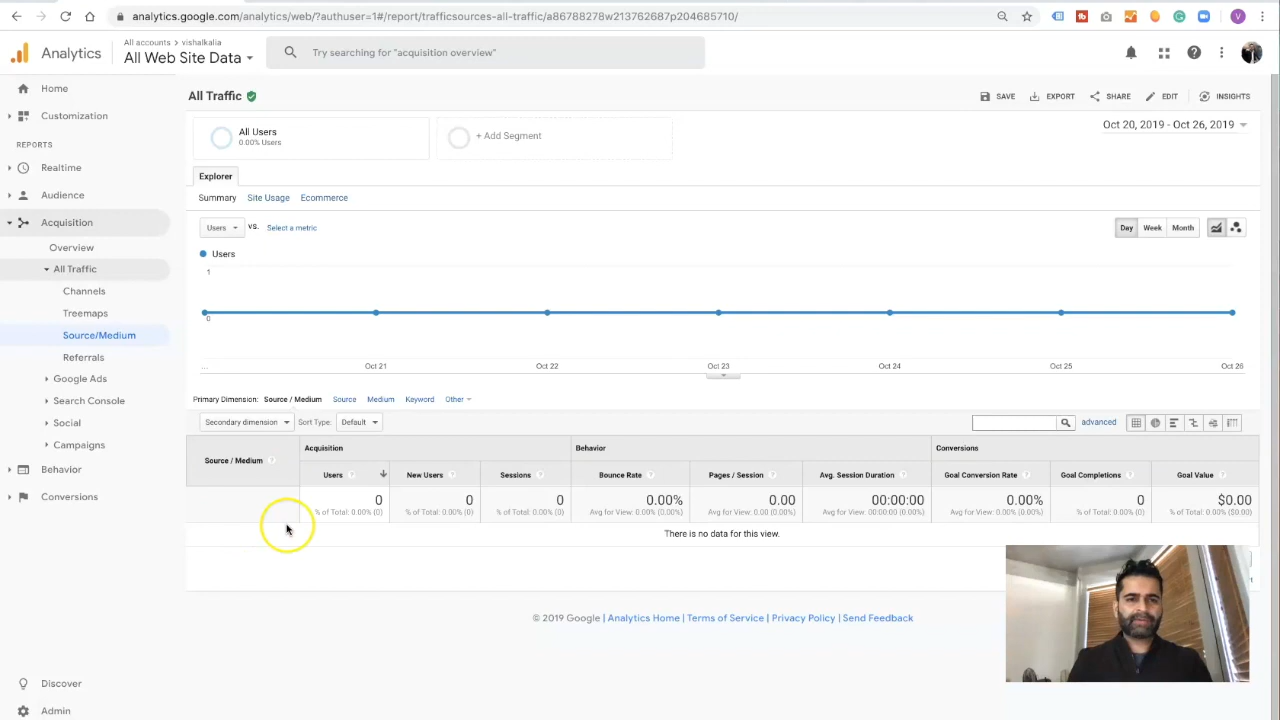 analytics.google.com/analytics/web/?authuser=1#/report/trafficsources-all-traffic/a86788278w213762687p204685710/
V
Analytics
All accounts > vishalkalia
All Web Site Data
Try searching for "acquisition overview"
Home
Customization
REPORTS
Realtime
Audience
Acquisition
Overview
All Traffic
Channels
Treemaps
Source/Medium
Referrals
Google Ads
Search Console
Social
Campaigns
Behavior
Conversions
Discover
Admin
All Traffic
SAVE
EXPORT
SHARE
EDIT
INSIGHTS
All Users
0.00% Users
+ Add Segment
Oct 20, 2019 - Oct 26, 2019
Explorer
Summary
Site Usage
Ecommerce
Users
VS.
Select a metric
Day
Week
Month
Users
1
0
...
Oct 21
Oct 22
Oct 23
Oct 24
Oct 25
Oct 26
Primary Dimension:
Source / Medium
Source
Medium
Keyword
Other
Secondary dimension
Sort Type:
Default
advanced
Source / Medium
Acquisition
Behavior
Conversions
Users
New Users
Sessions
Bounce Rate
Pages / Session
Avg. Session Duration
Goal Conversion Rate
Goal Completions
Goal Value
0
% of Total: 0.00% (0)
0
% of Total: 0.00% (0)
0
% of Total: 0.00% (0)
0.00%
Avg for View: 0.00% (0.00%)
0.00
Avg for View: 0.00 (0.00%)
00:00:00
Avg for View: 00:00:00 (0.00%)
0.00%
Avg for View: 0.00% (0.00%)
0
% of Total: 0.00% (0)
$0.00
% of Total: 0.00% ($0.00)
There is no data for this view.
© 2019 Google | Analytics Home | Terms of Service | Privacy Policy | Send Feedback